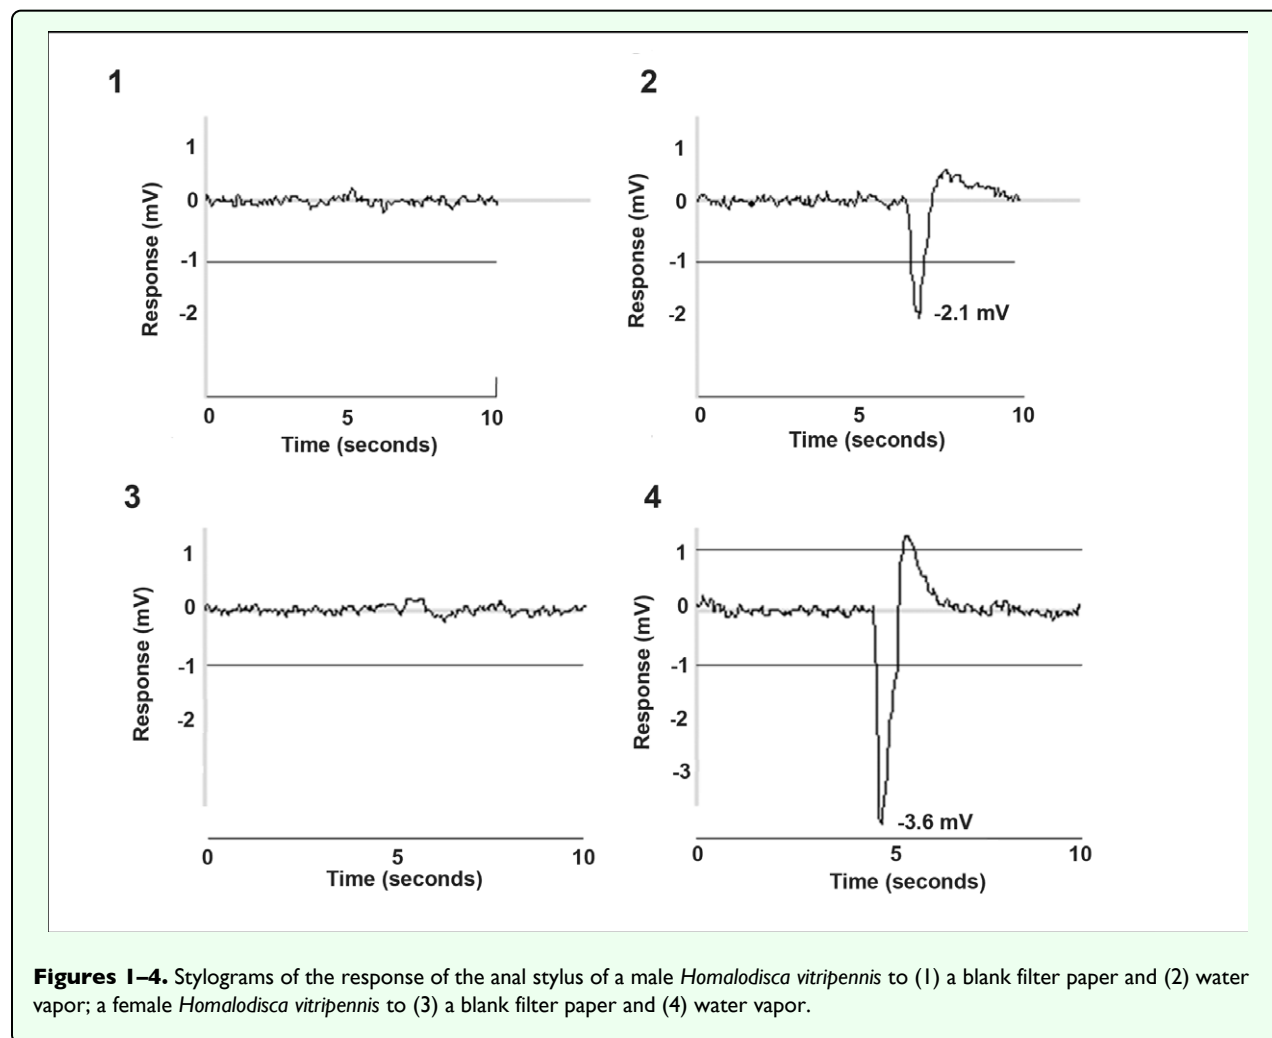 1
1
0
-1
-2
Response (mV)
0
5
10
Time (seconds)
2
1
0
-1
-2
Response (mV)
-2.1 mV
0
5
10
Time (seconds)
3
1
0
-1
-2
Response (mV)
0
5
10
Time (seconds)
4
1
0
-1
-2
-3
Response (mV)
-3.6 mV
0
5
10
Time (seconds)
Figures 1–4. Stylograms of the response of the anal stylus of a male Homalodisca vitripennis to (1) a blank filter paper and (2) water
vapor; a female Homalodisca vitripennis to (3) a blank filter paper and (4) water vapor.